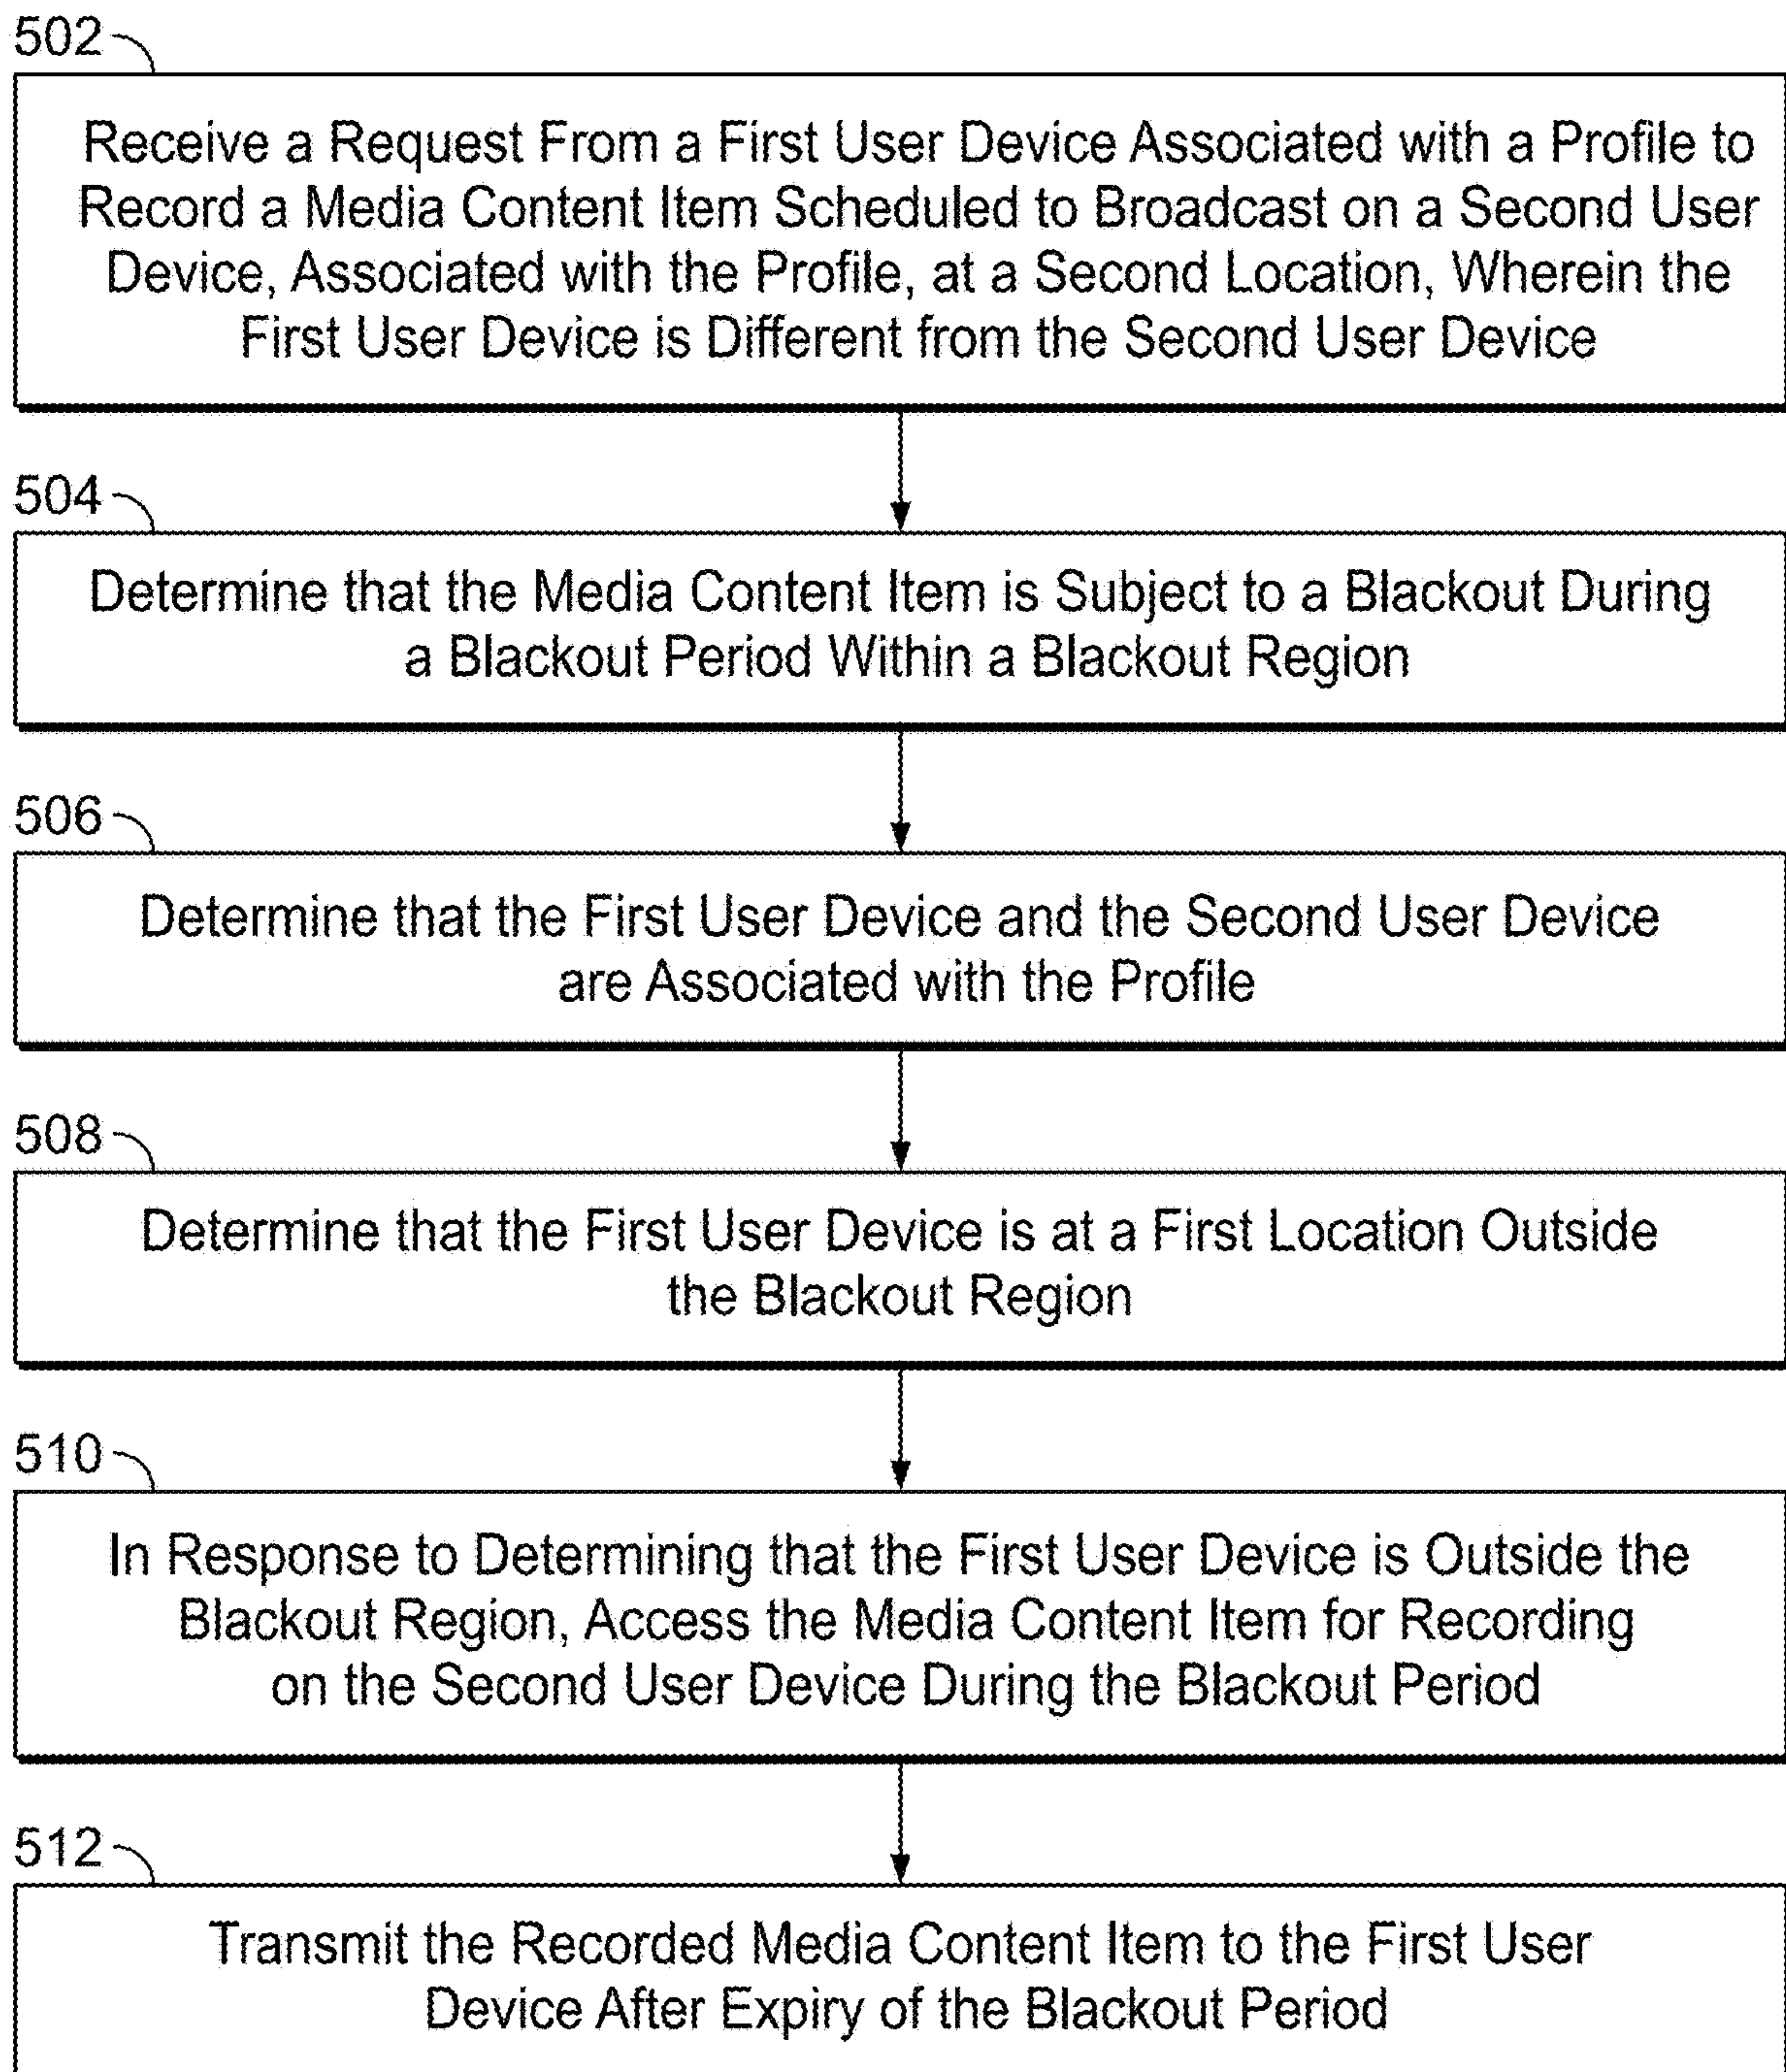 502
Receive a Request From a First User Device Associated with a Profile to
Record a Media Content Item Scheduled to Broadcast on a Second User
Device, Associated with the Profile, at a Second Location, Wherein the
First User Device is Different from the Second User Device
504
Determine that the Media Content Item is Subject to a Blackout During
a Blackout Period Within a Blackout Region
506
Determine that the First User Device and the Second User Device
are Associated with the Profile
508
Determine that the First User Device is at a First Location Outside
the Blackout Region
510
In Response to Determining that the First User Device is Outside the
Blackout Region, Access the Media Content Item for Recording
on the Second User Device During the Blackout Period
512
Transmit the Recorded Media Content Item to the First User
Device After Expiry of the Blackout Period